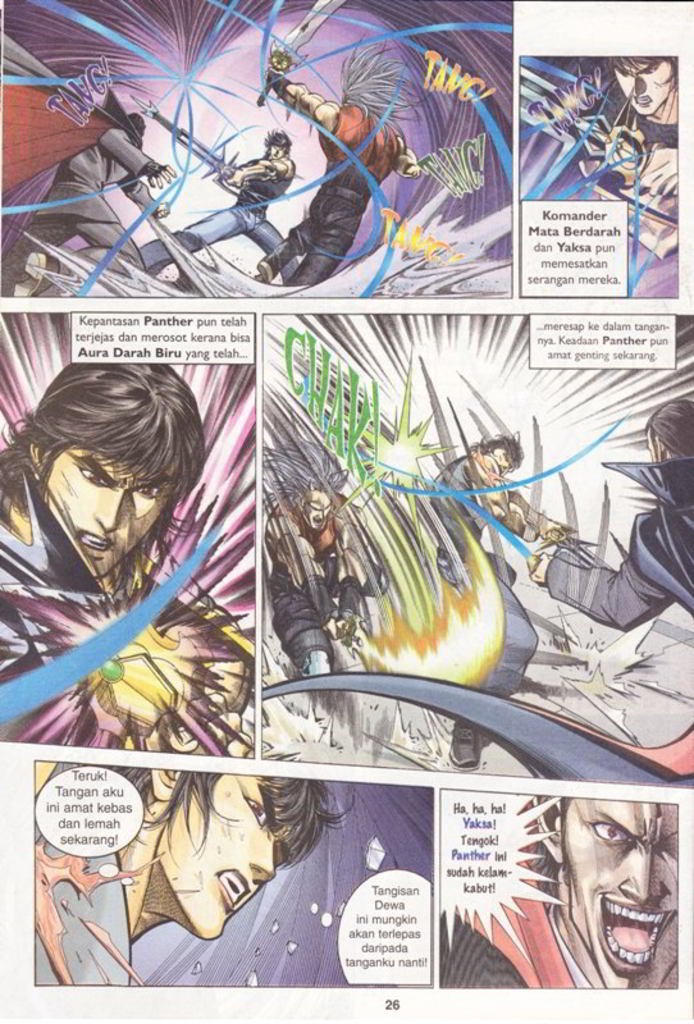 TANG!
TANG!
TANG!
TANG!
TANG!
Komander
Mata Berdarah
dan Yaksa pun
memesatkan
serangan mereka.
Kepantasan Panther pun telah
terjejas dan merosot kerana bisa
Aura Darah Biru yang telah...
CHAK!
...meresap ke dalam tangan-
nya. Keadaan Panther pun
amat genting sekarang.
Teruk!
Tangan aku
ini amat kebas
dan lemah
sekarang!
Tangisan
Dewa
ini mungkin
akan terlepas
daripada
tanganku nanti!
Ha, ha, ha!
Yaksa!
Tengok!
Panther ini
sudah kelam-
kabut!
26